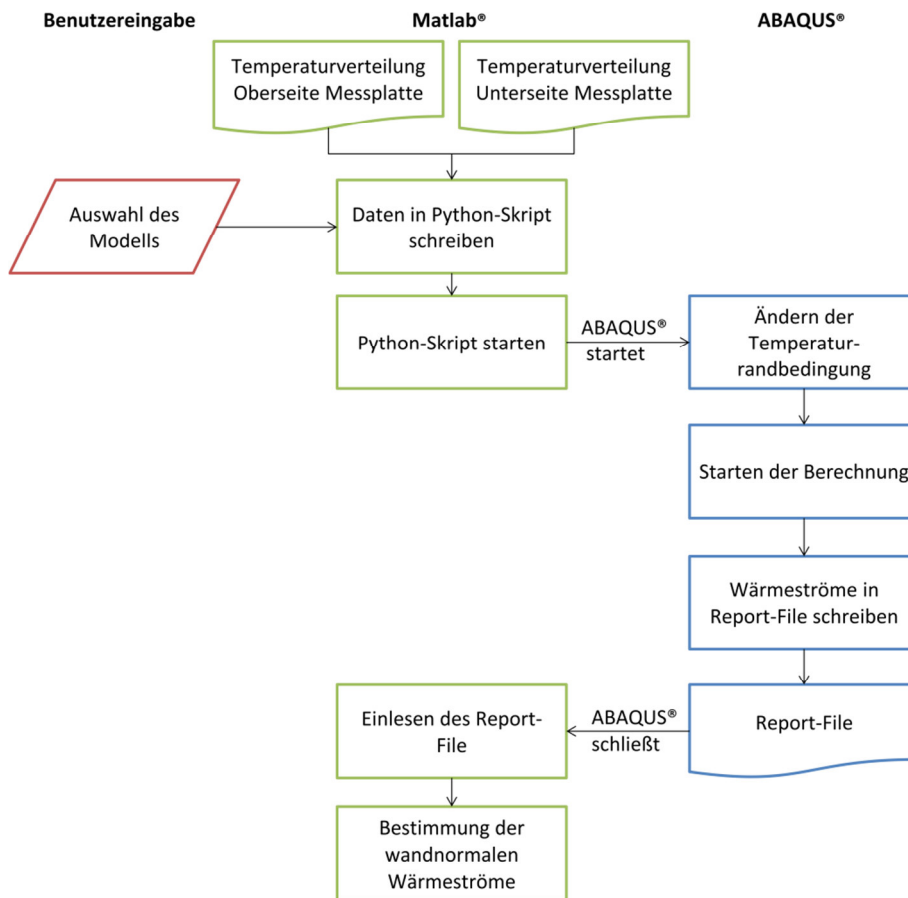 Benutzereingabe
Matlab®
ABAQUS®
Temperaturverteilung
Oberseite Messplatte
Temperaturverteilung
Unterseite Messplatte
Auswahl des
Modells
Daten in Python-Skript
schreiben
Python-Skript starten
ABAQUS®
startet
Ändern der
Temperatur-
randbedingung
Starten der Berechnung
Wärmeströme in
Report-File schreiben
Report-File
ABAQUS®
schließt
Einlesen des Report-
File
Bestimmung der
wandnormalen
Wärmeströme